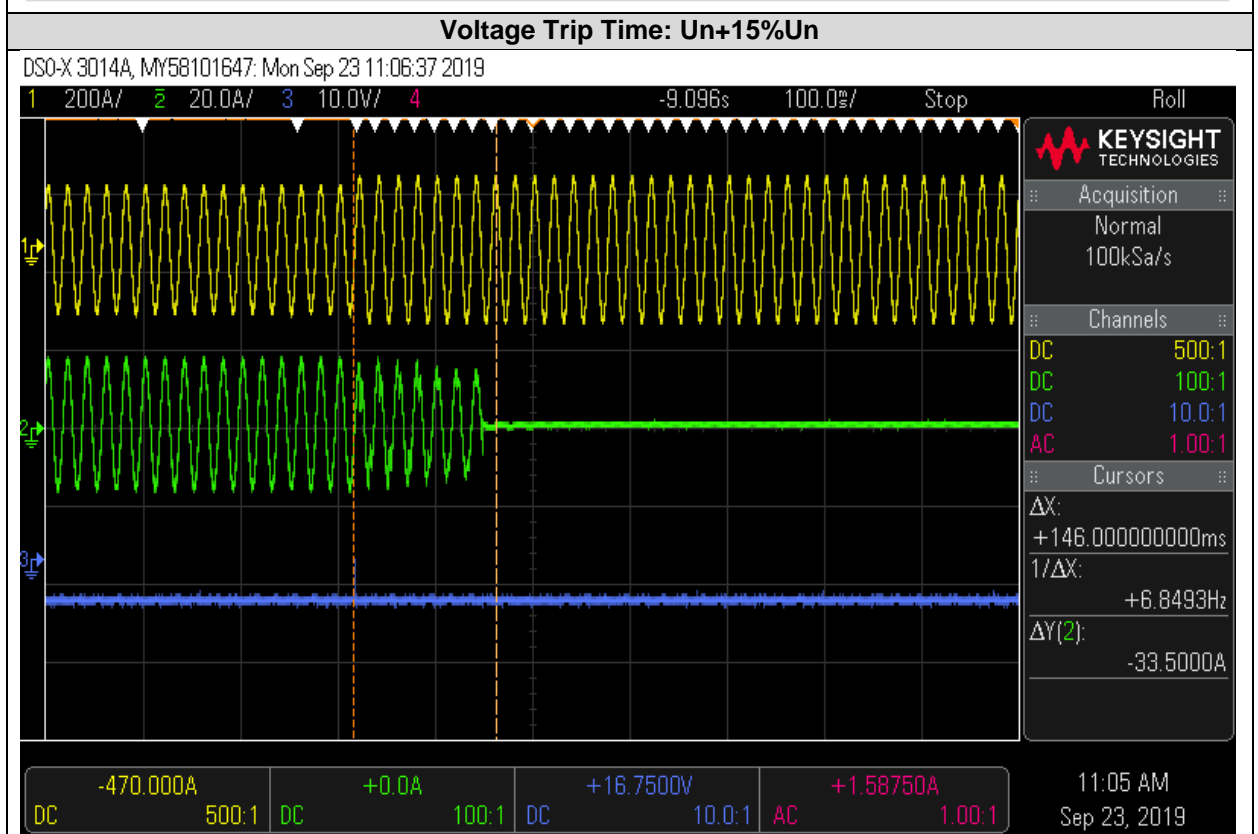 Voltage Trip Time: Un+15%Un
DSO-X 3014A, MY58101647: Mon Sep 23 11:06:37 2019
1 200A/ 2 20.0A/ 3 10.0V/ 4 -9.096s 100.0ms/ Stop Roll
KEYSIGHT
TECHNOLOGIES
Acquisition
Normal
100kSa/s
1
Channels
DC 500:1
DC 100:1
2
DC 10.0:1
AC 1.00:1
Cursors
ΔX:
+146.000000000ms
3
1/ΔX:
+6.8493Hz
ΔY(2):
-33.5000A
-470.000A +0.0A +16.7500V +1.58750A 11:05 AM
DC 500:1 DC 100:1 DC 10.0:1 AC 1.00:1 Sep 23, 2019